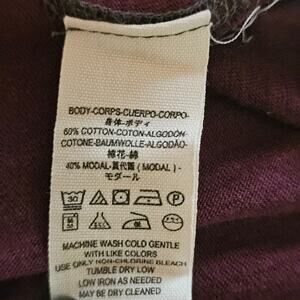 BODY-CORPS-CUERPO-CORPO-
身体-ボディ
60% COTTON-COTON-ALGODÓN-
COTONE-BAUMWOLLE-ALGODÃO-
棉花-綿
40% MODAL-莫代爾 (MODAL)-
モダール
30
MACHINE WASH COLD GENTLE
WITH LIKE COLORS
USE ONLY NON-CHLORINE BLEACH
TUMBLE DRY LOW
LOW IRON AS NEEDED
MAY BE DRY CLEANED